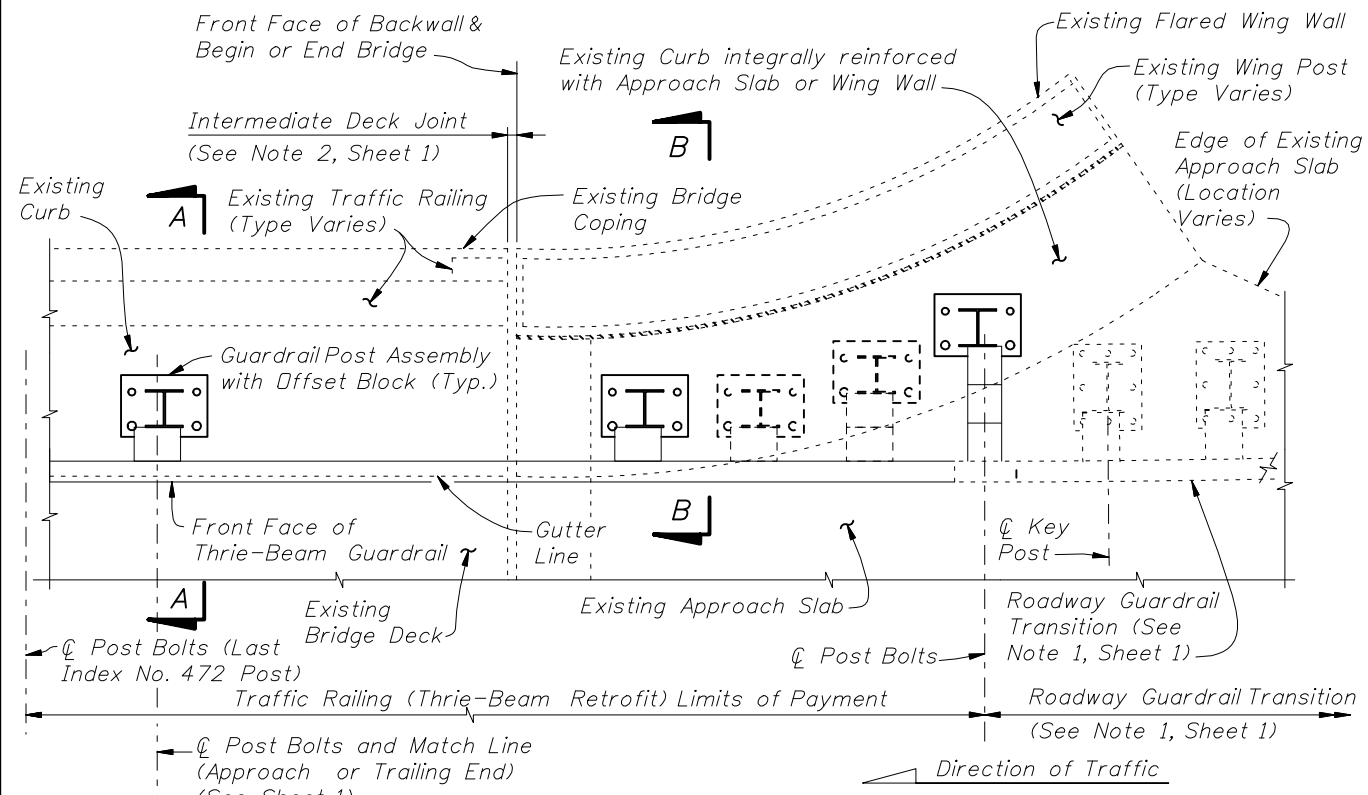 Front Face of Backwall &
Begin or End Bridge
Existing Flared Wing Wall
Existing Curb integrally reinforced
with Approach Slab or Wing Wall
Existing Wing Post
(Type Varies)
Intermediate Deck Joint
(See Note 2, Sheet 1)
B
Edge of Existing
Approach Slab
(Location
Varies)
Existing
Curb
A
Existing Traffic Railing
(Type Varies)
Existing Bridge
Coping
Guardrail Post Assembly
with Offset Block (Typ.)
Front Face of
Thrie-Beam Guardrail
Gutter
Line
B
℄ Key
Post
A
Existing
Bridge Deck
Existing Approach Slab
Roadway Guardrail
Transition (See
Note 1, Sheet 1)
℄ Post Bolts (Last
Index No. 472 Post)
℄ Post Bolts
Traffic Railing (Thrie-Beam Retrofit) Limits of Payment
Roadway Guardrail Transition
(See Note 1, Sheet 1)
℄ Post Bolts and Match Line
(Approach or Trailing End)
(See Sheet 1)
Direction of Traffic